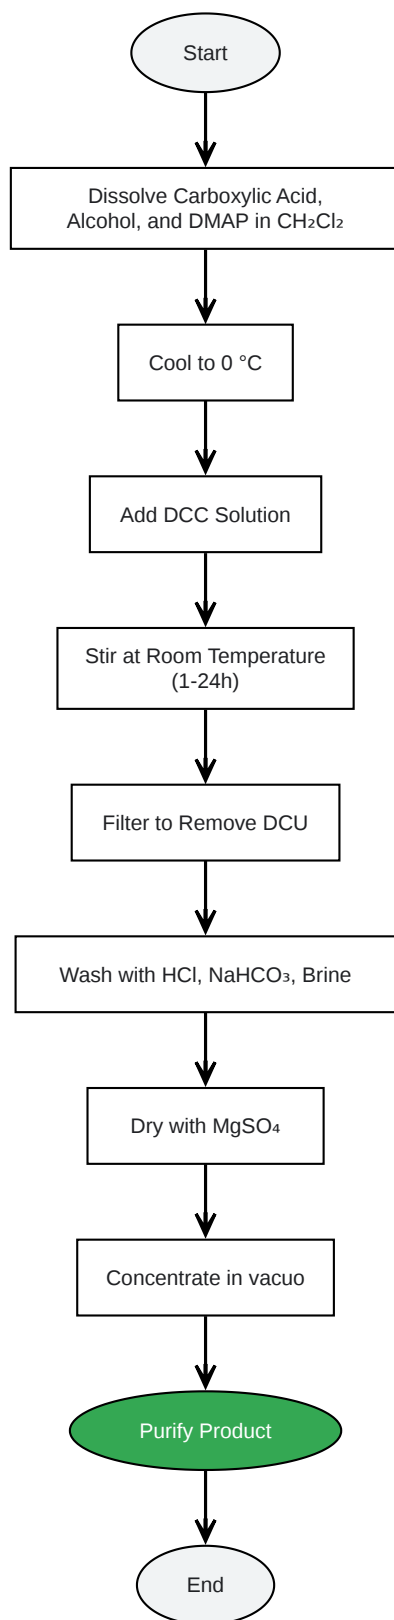 Start
Dissolve Carboxylic Acid,
Alcohol, and DMAP in CH₂Cl₂
Cool to 0 °C
Add DCC Solution
Stir at Room Temperature
(1-24h)
Filter to Remove DCU
Wash with HCl, NaHCO₃, Brine
Dry with MgSO₄
Concentrate in vacuo
Purify Product
End